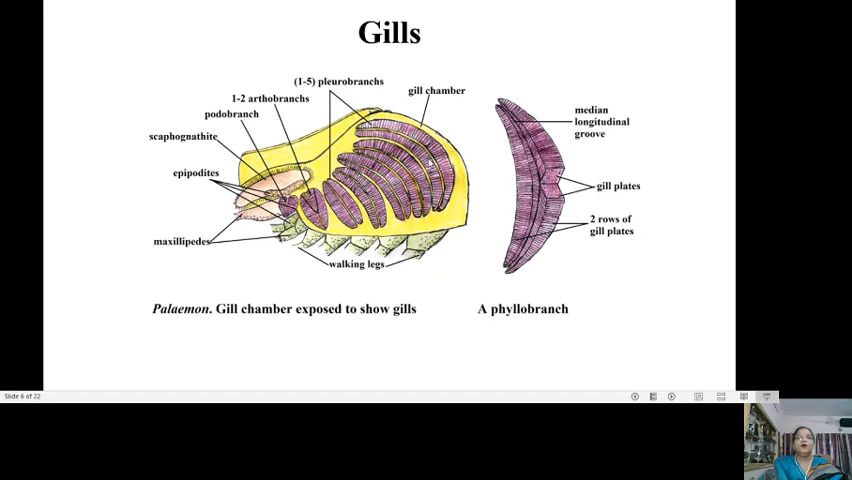 Gills
(1-5) pleurobranchs
gill chamber
1-2 arthobranchs
podobranch
scaphognathite
epipodites
maxillipedes
walking legs
median
longitudinal
groove
gill plates
2 rows of
gill plates
Palaemon. Gill chamber exposed to show gills
A phyllobranch
Slide 6 of 22